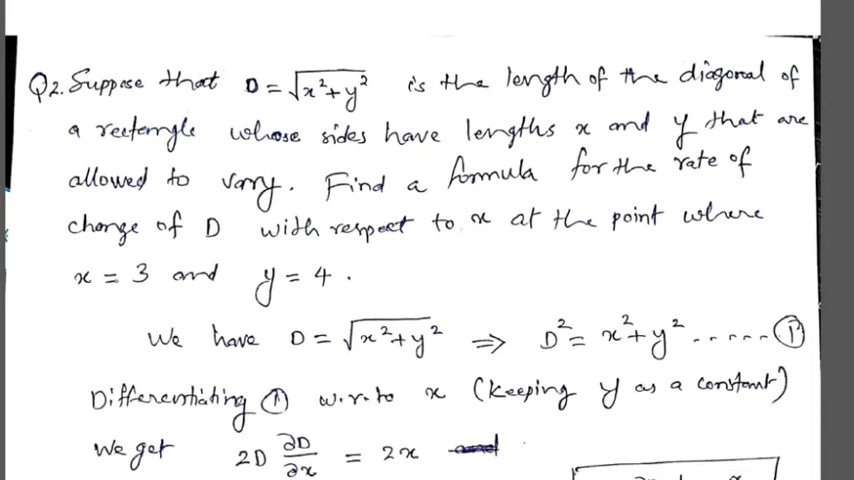 Q2. Suppose that D = √(x²+y²) is the length of the diagonal of
a rectangle whose sides have lengths x and y that are
allowed to vary. Find a formula for the rate of
change of D with respect to x at the point where
x = 3 and y = 4.
We have D = √(x²+y²) ⇒ D² = x²+y² ....... ①
Differentiating ① w.r.to x (keeping y as a constant)
We get 2D ∂D/∂x = 2x